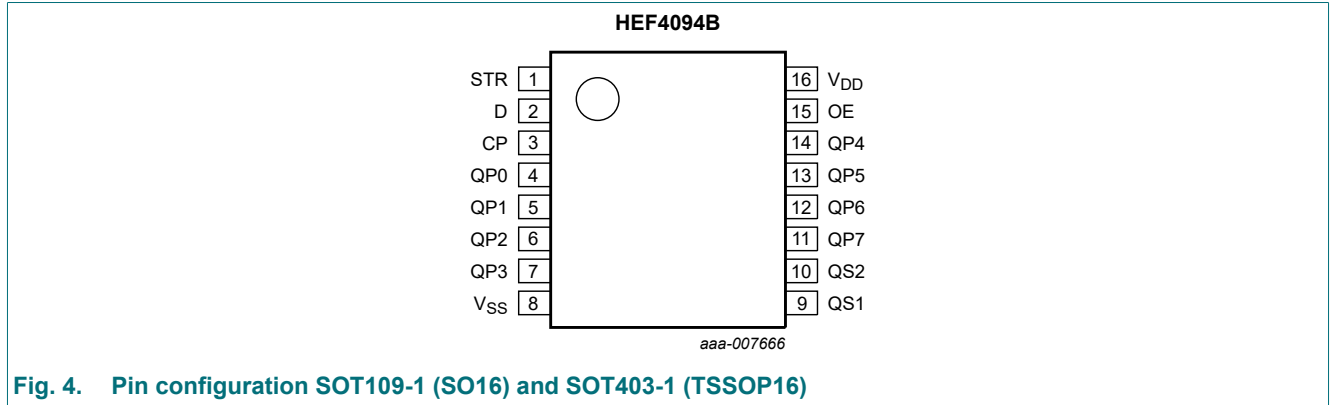 HEF4094B
STR 1 16 VDD
D 2 15 OE
CP 3 14 QP4
QP0 4 13 QP5
QP1 5 12 QP6
QP2 6 11 QP7
QP3 7 10 QS2
VSS 8 9 QS1
aaa-007666
Fig. 4. Pin configuration SOT109-1 (SO16) and SOT403-1 (TSSOP16)